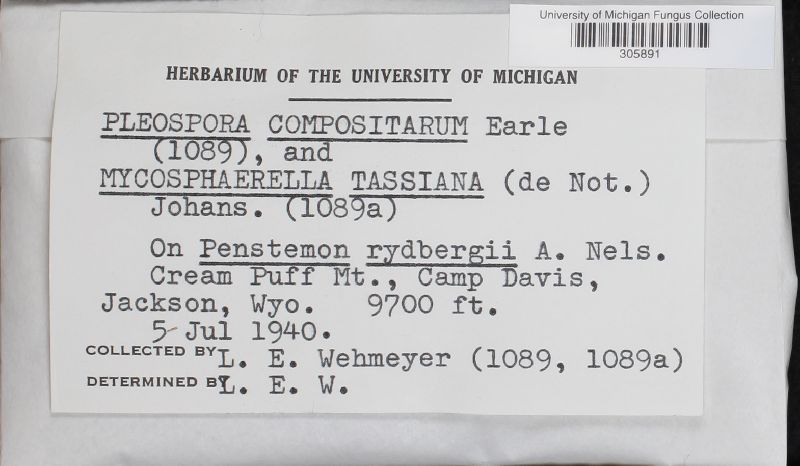 University of Michigan Fungus Collection
305891
HERBARIUM OF THE UNIVERSITY OF MICHIGAN
PLEOSPORA COMPOSITARUM Earle
(1089), and
MYCOSPHAERELLA TASSIANA (de Not.)
Johans. (1089a)
On Penstemon rydbergii A. Nels.
Cream Puff Mt., Camp Davis,
Jackson, Wyo. 9700 ft.
5 Jul 1940.
COLLECTED BY L. E. Wehmeyer (1089, 1089a)
DETERMINED BY L. E. W.